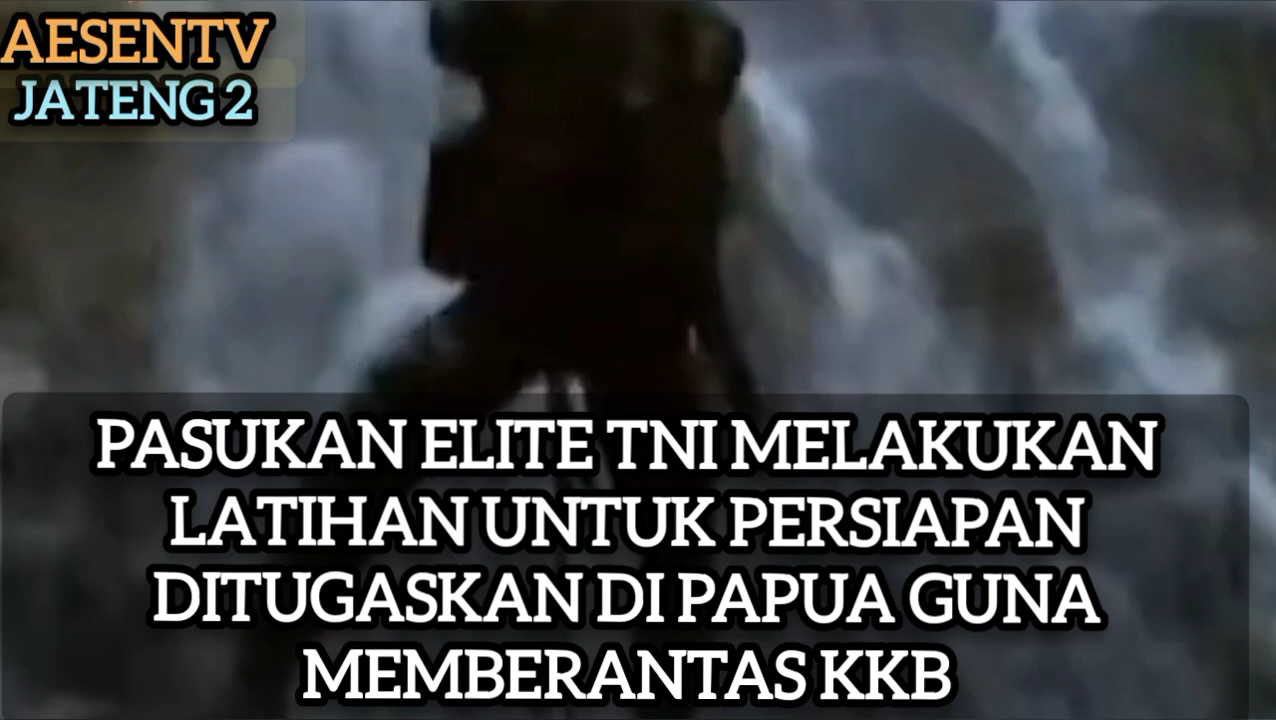 AESENTV
JATENG 2
PASUKAN ELITE TNI MELAKUKAN
LATIHAN UNTUK PERSIAPAN
DITUGASKAN DI PAPUA GUNA
MEMBERANTAS KKB